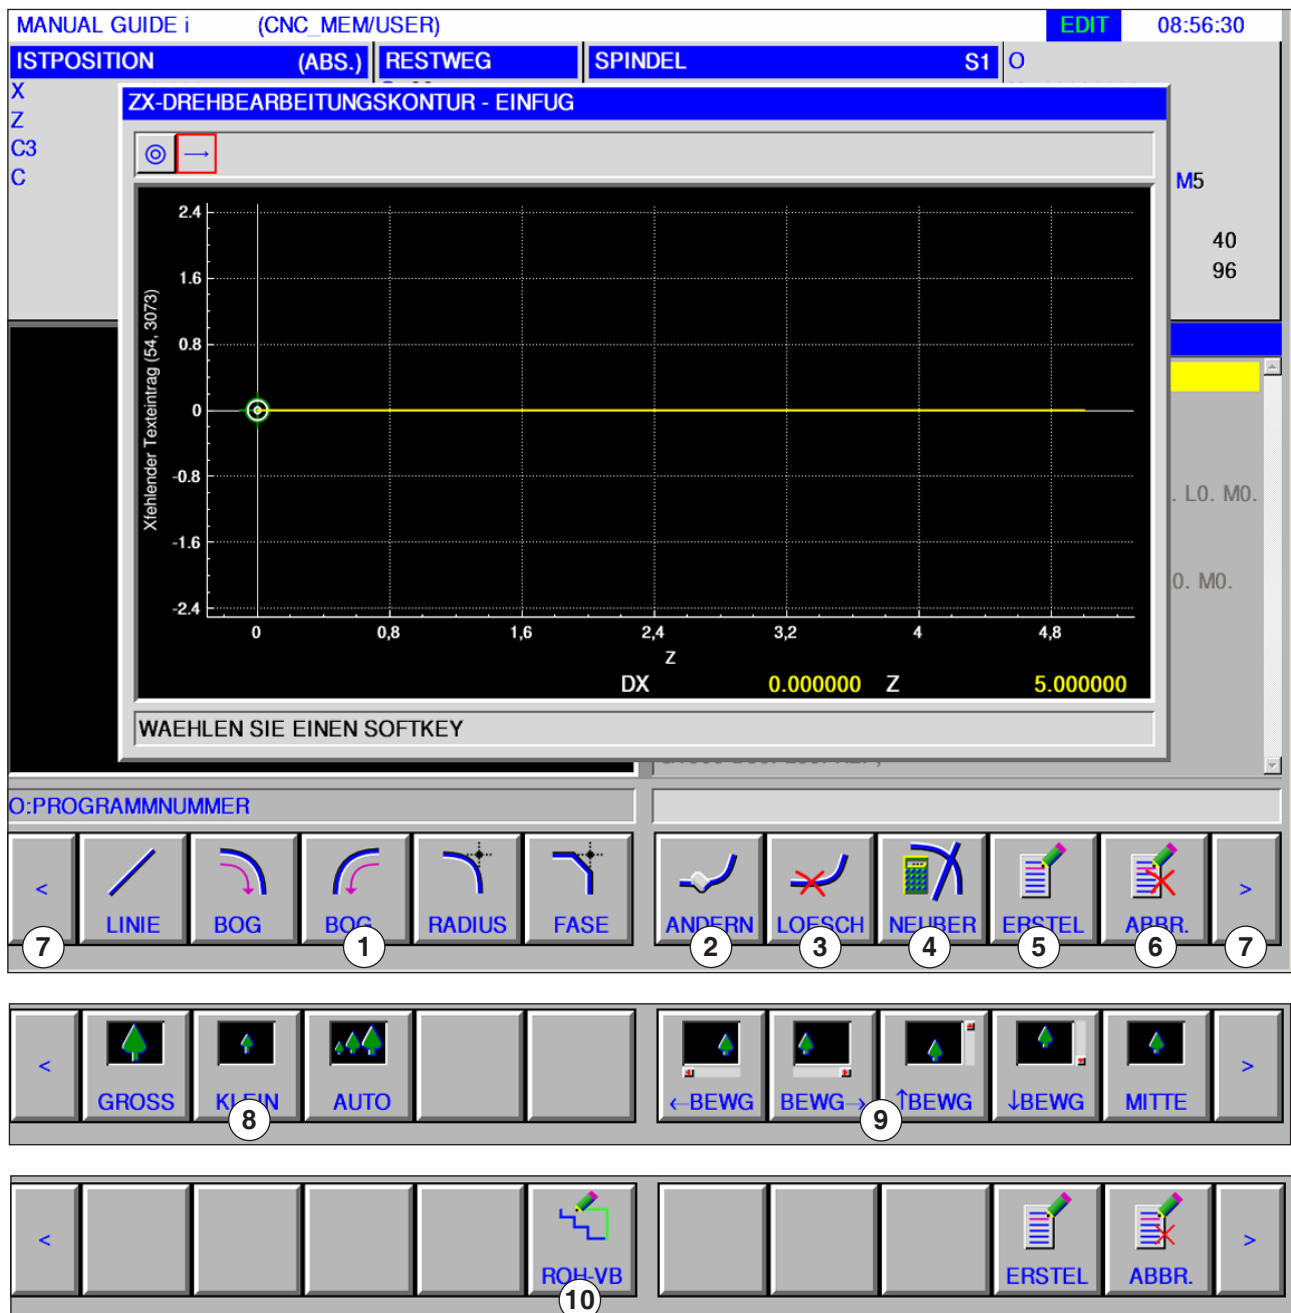 MANUAL GUIDE i (CNC_MEM/USER) EDIT 08:56:30
ISTPOSITION (ABS.) RESTWEG SPINDEL S1 O
X
Z
C3
C
ZX-DREHBEARBEITUNGSKONTUR - EINFUG
M5
40
96
2.4
1.6
0.8
0
-0.8
-1.6
-2.4
Xfehlender Texteintrag (54, 3073)
0 0,8 1,6 2,4 3,2 4 4,8
Z
DX 0.000000 Z 5.000000
. L0. M0.
0. M0.
WAEHLEN SIE EINEN SOFTKEY
O:PROGRAMMNUMMER
< LINIE BOG BOG RADIUS FASE ANDERN LOESCH NEUBER ERSTEL ABBR. >
7 1 2 3 4 5 6 7
< GROSS KLEIN AUTO ←BEWG BEWG→ ↑BEWG ↓BEWG MITTE >
8 9
< ROH-VB ERSTEL ABBR. >
10